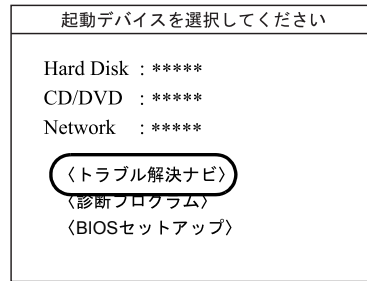 起動デバイスを選択してください
Hard Disk : *****
CD/DVD : *****
Network : *****
〈トラブル解決ナビ〉
〈診断プログラム〉
〈BIOSセットアップ〉